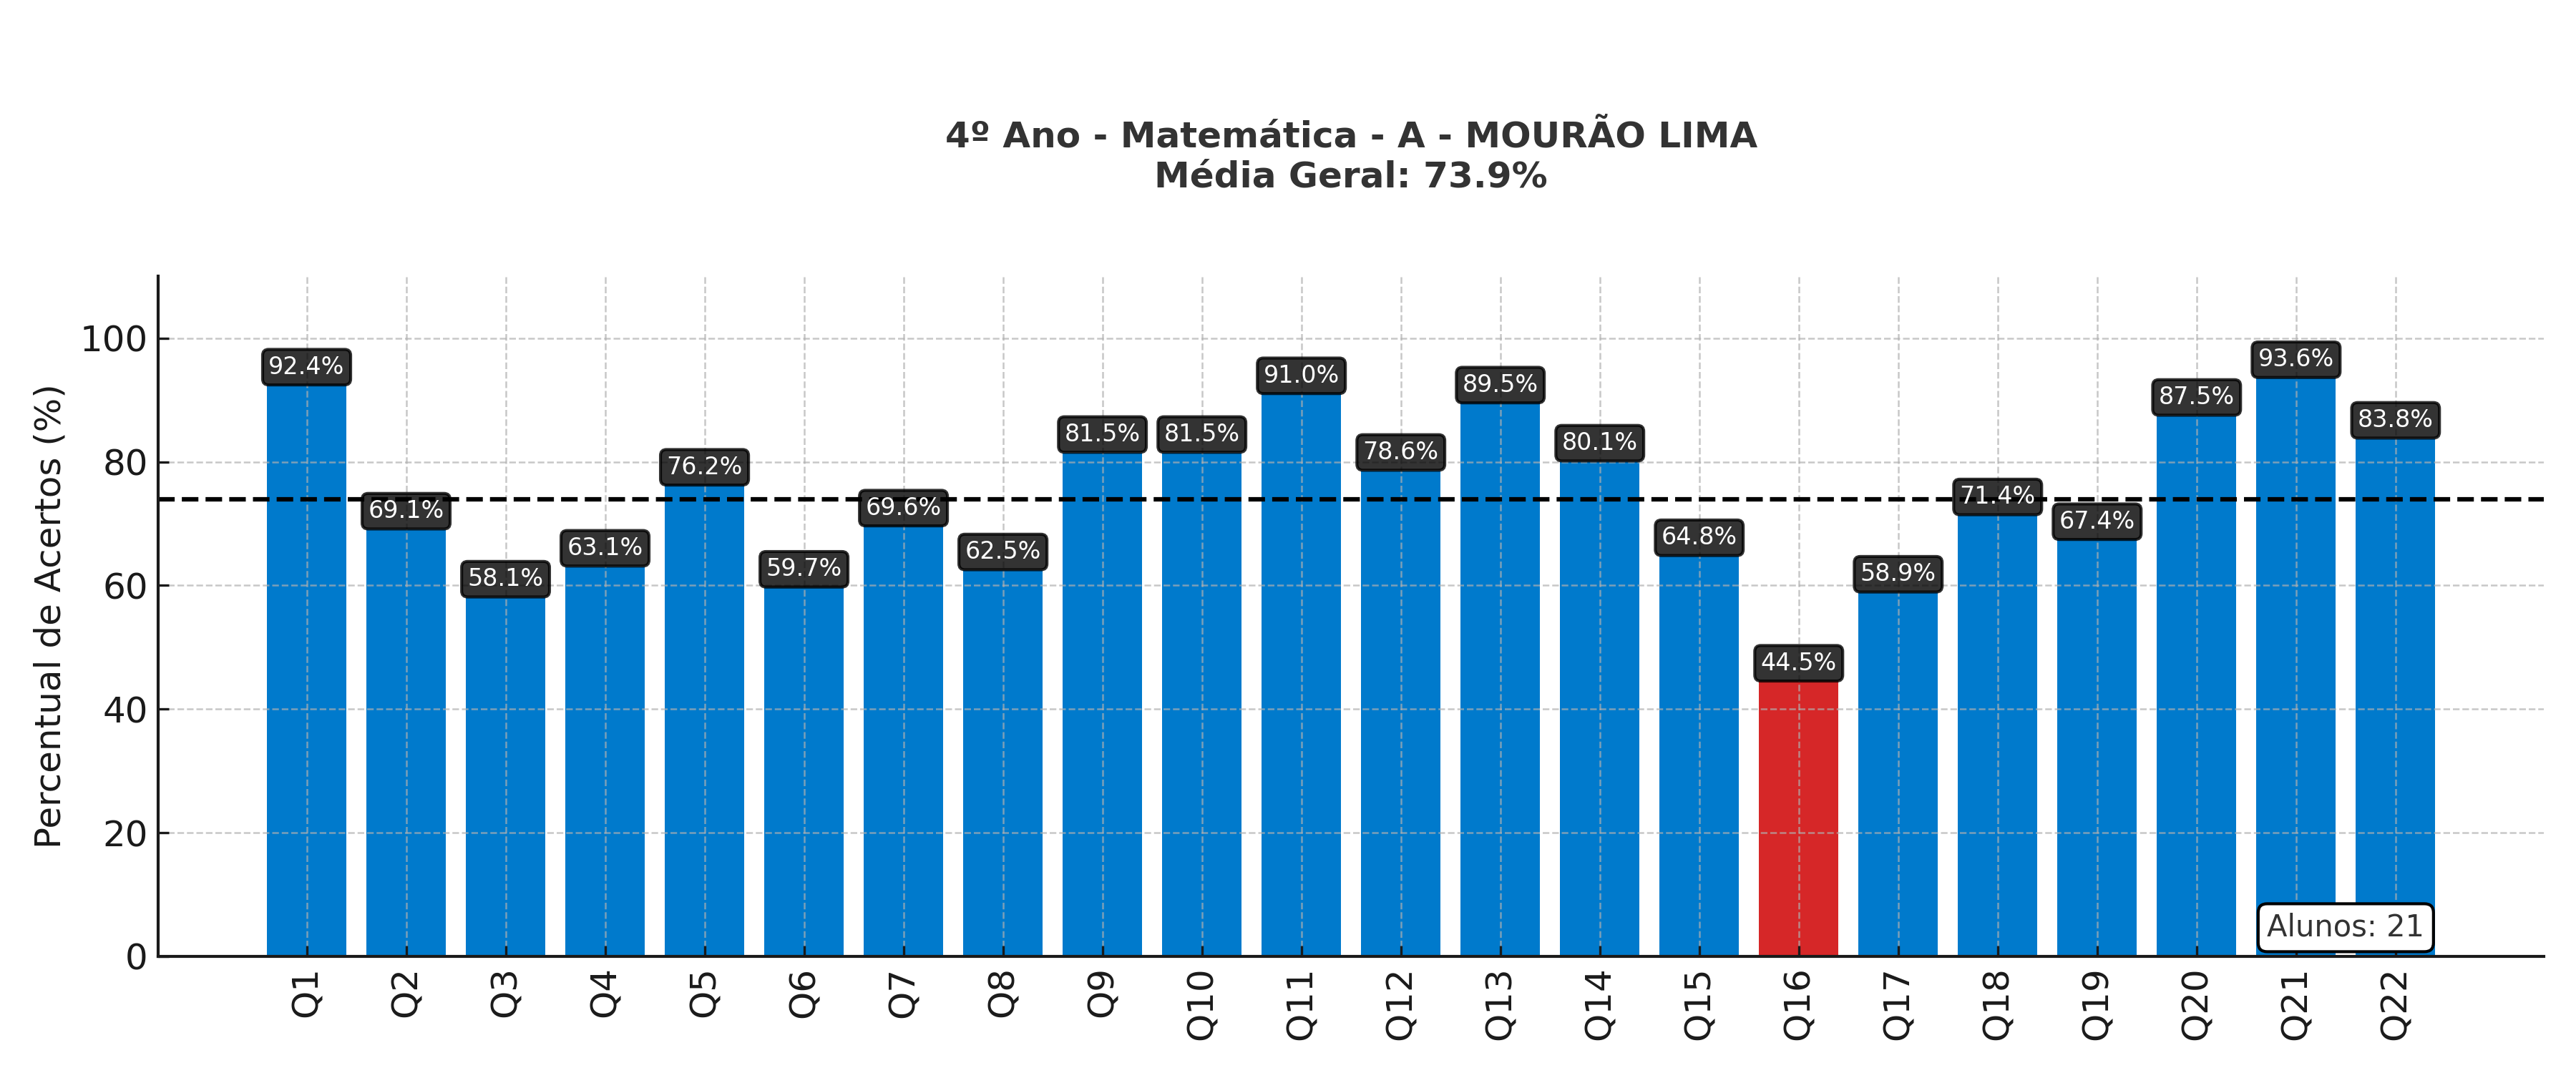 4º Ano - Matemática - A - MOURÃO LIMA
Média Geral: 73.9%
Percentual de Acertos (%)
100
80
60
40
20
0
92.4%
69.1%
58.1%
63.1%
76.2%
59.7%
69.6%
62.5%
81.5%
81.5%
91.0%
78.6%
89.5%
80.1%
64.8%
44.5%
58.9%
71.4%
67.4%
87.5%
93.6%
83.8%
Alunos: 21
Q1
Q2
Q3
Q4
Q5
Q6
Q7
Q8
Q9
Q10
Q11
Q12
Q13
Q14
Q15
Q16
Q17
Q18
Q19
Q20
Q21
Q22